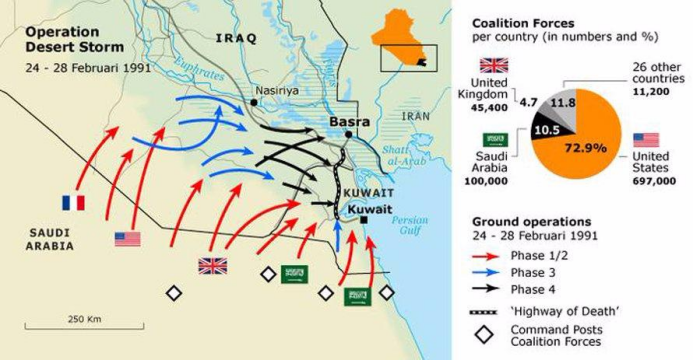 Operation
Desert Storm
24 - 28 Februari 1991
IRAQ
Euphrates
Tigres
Nasiriya
Basra
IRAN
Shatt
al-Arab
KUWAIT
Kuwait
Persian
Gulf
SAUDI
ARABIA
250 Km
Coalition Forces
per country (in numbers and %)
United
Kingdom
45,400
4.7
11.8
26 other
countries
11,200
10.5
72.9%
Saudi
Arabia
100,000
United
States
697,000
Ground operations
24 - 28 Februari 1991
Phase 1/2
Phase 3
Phase 4
‘Highway of Death’
Command Posts
Coalition Forces